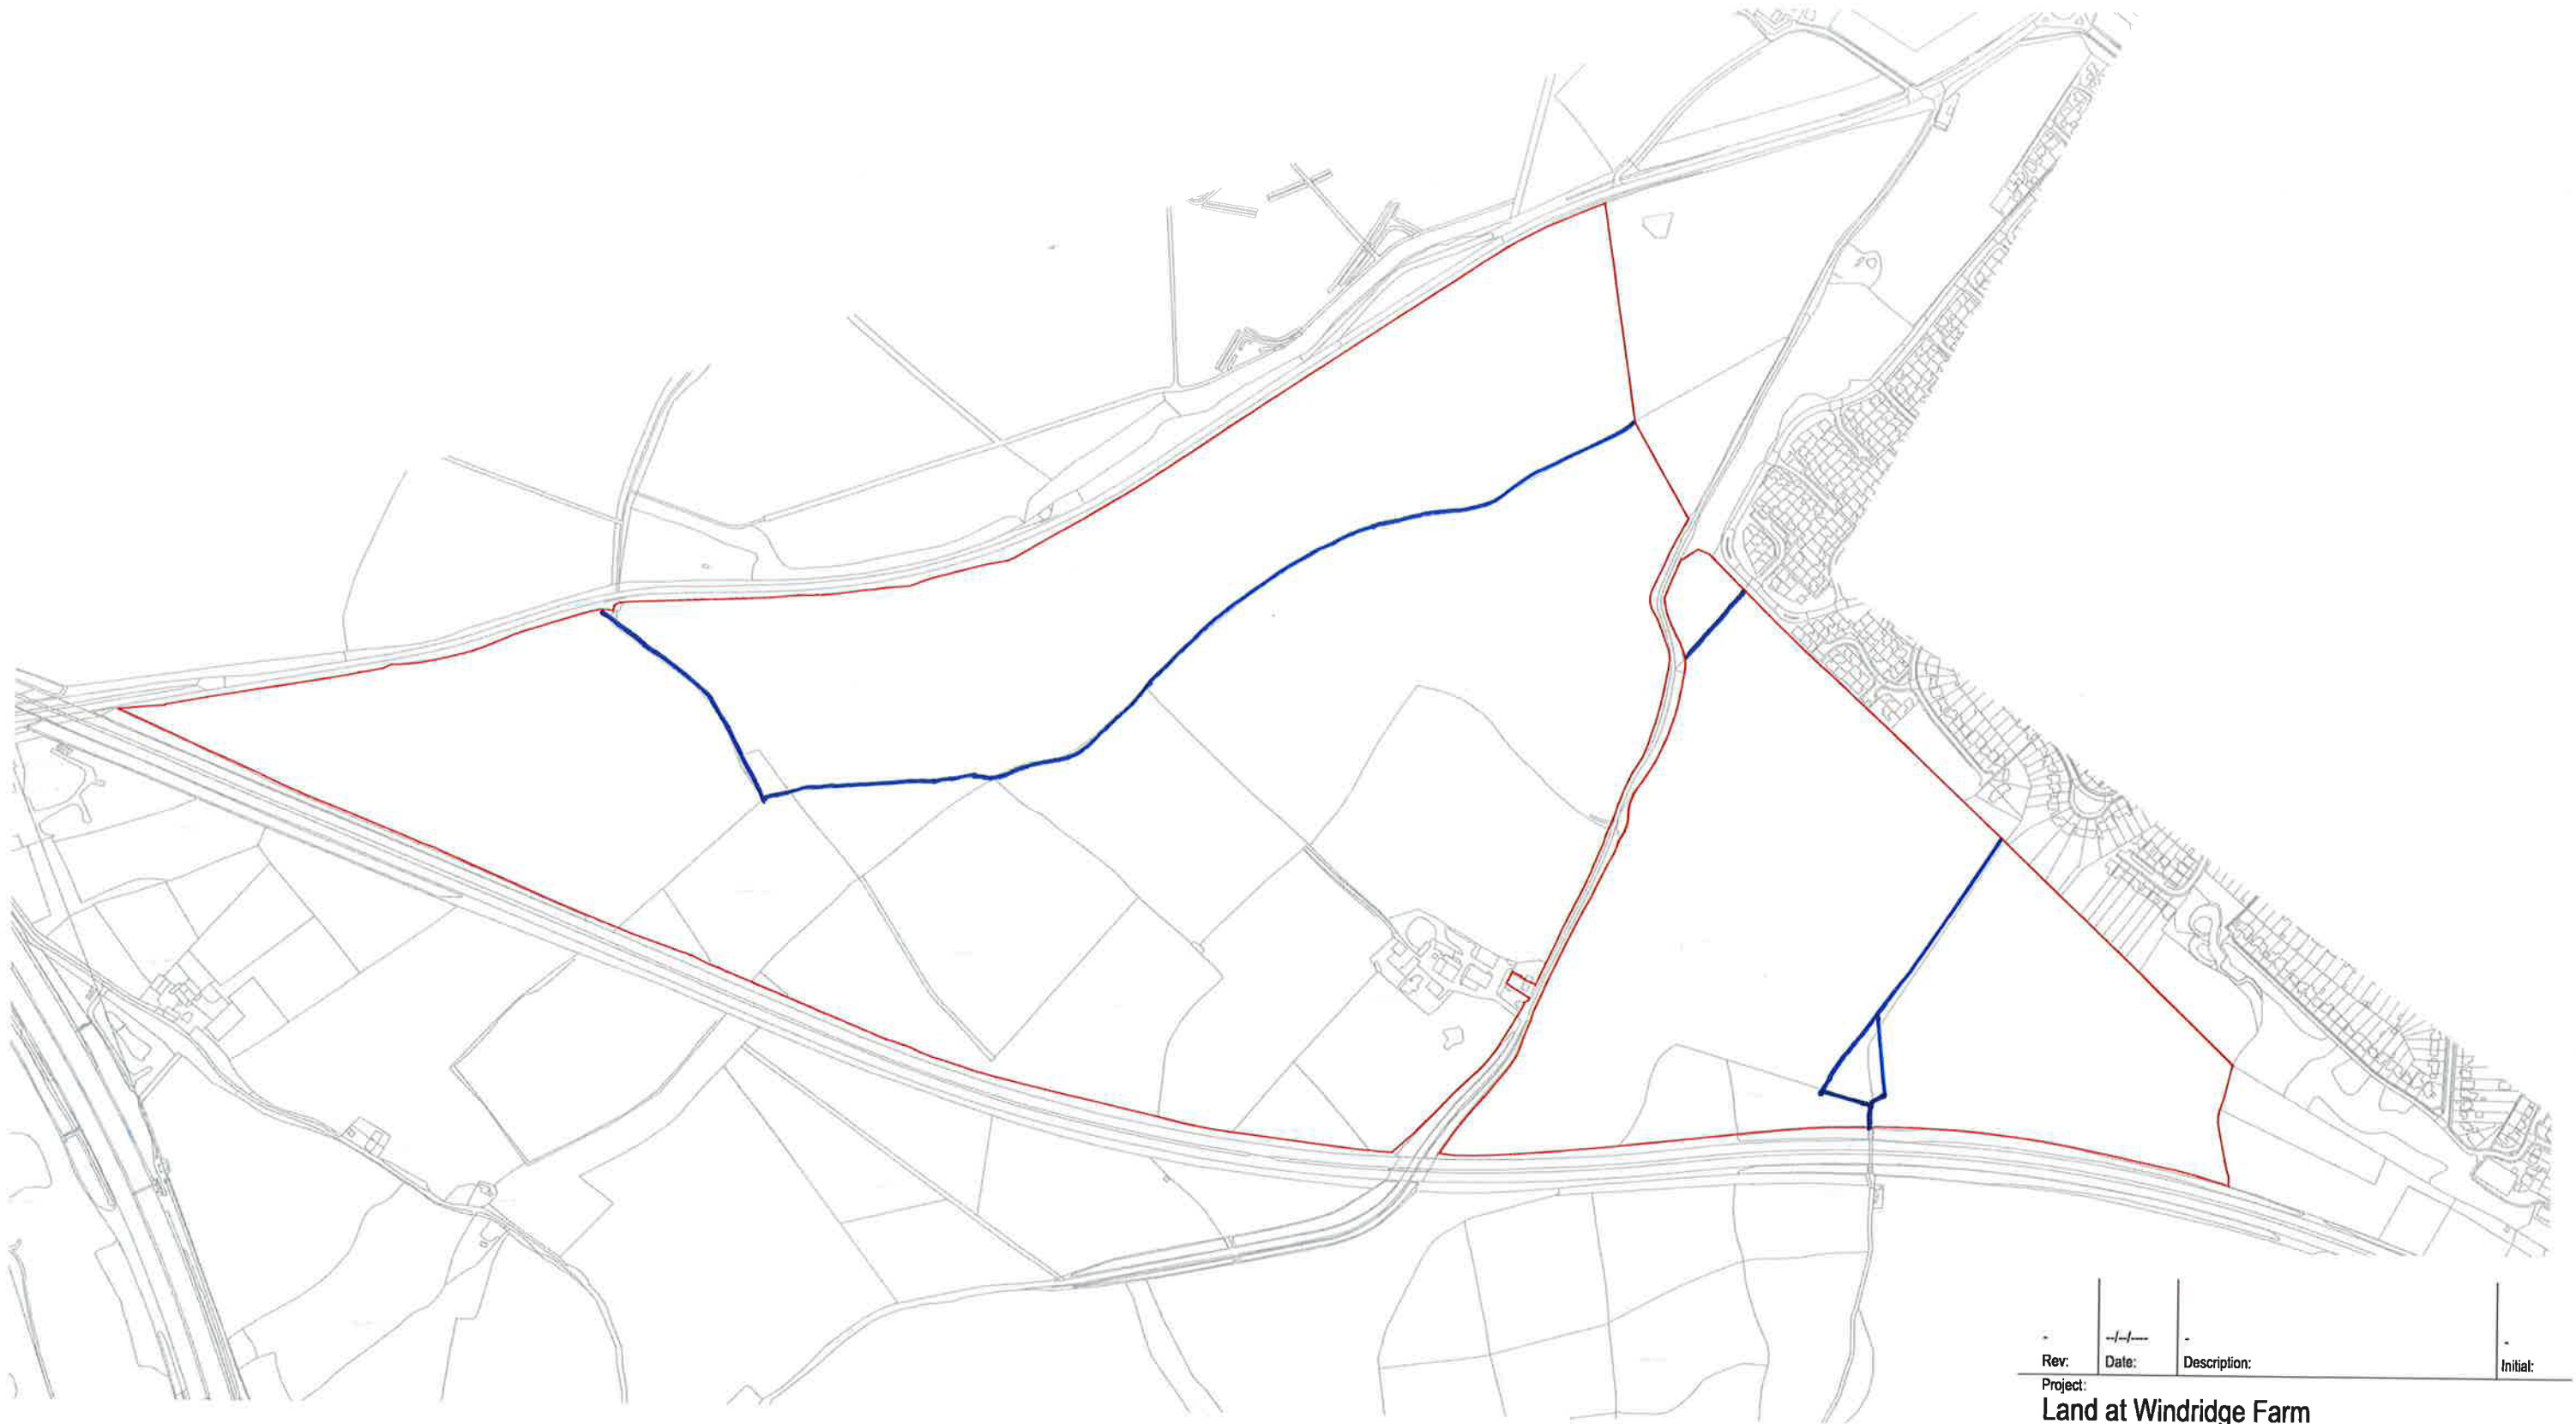 - --/--/---- - -
Rev: Date: Description: Initial:
Project:
Land at Windridge Farm